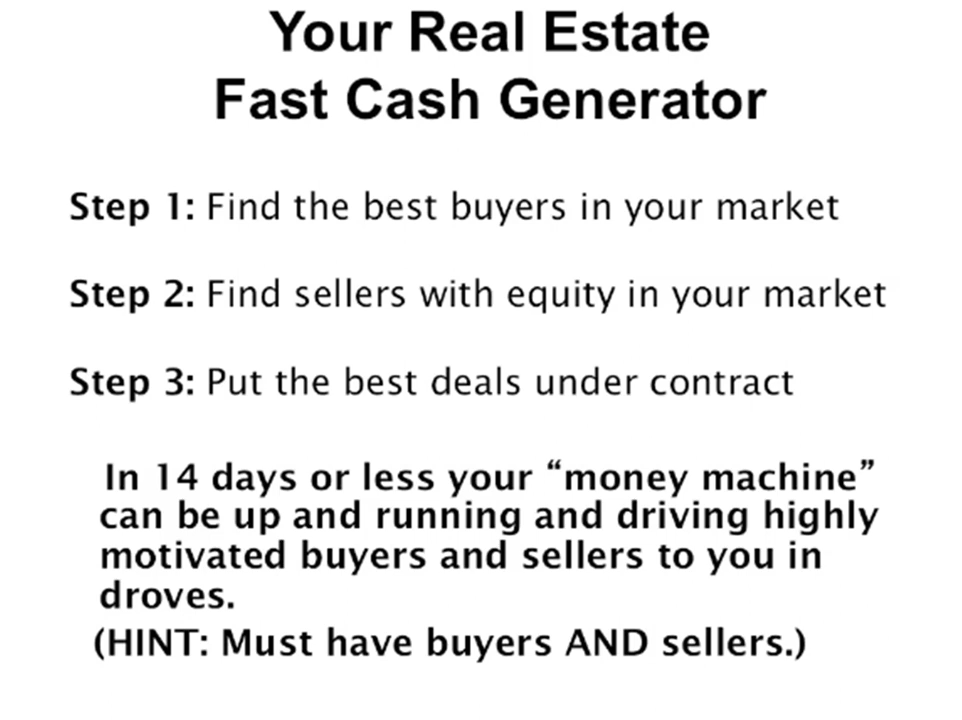 Your Real Estate
Fast Cash Generator
Step 1: Find the best buyers in your market
Step 2: Find sellers with equity in your market
Step 3: Put the best deals under contract
In 14 days or less your “money machine”
can be up and running and driving highly
motivated buyers and sellers to you in
droves.
(HINT: Must have buyers AND sellers.)